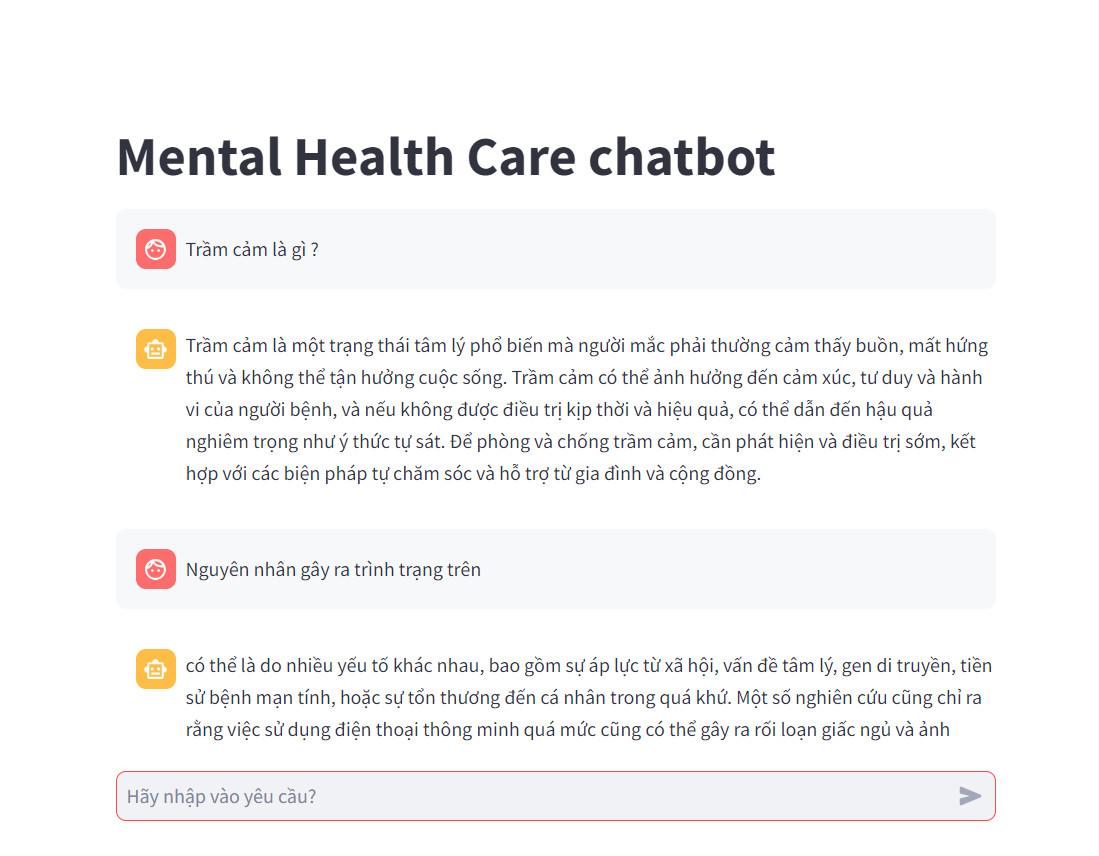 Mental Health Care chatbot
Trầm cảm là gì ?
Trầm cảm là một trạng thái tâm lý phổ biến mà người mắc phải thường cảm thấy buồn, mất hứng
thú và không thể tận hưởng cuộc sống. Trầm cảm có thể ảnh hưởng đến cảm xúc, tư duy và hành
vi của người bệnh, và nếu không được điều trị kịp thời và hiệu quả, có thể dẫn đến hậu quả
nghiêm trọng như ý thức tự sát. Để phòng và chống trầm cảm, cần phát hiện và điều trị sớm, kết
hợp với các biện pháp tự chăm sóc và hỗ trợ từ gia đình và cộng đồng.
Nguyên nhân gây ra trình trạng trên
có thể là do nhiều yếu tố khác nhau, bao gồm sự áp lực từ xã hội, vấn đề tâm lý, gen di truyền, tiền
sử bệnh mạn tính, hoặc sự tổn thương đến cá nhân trong quá khứ. Một số nghiên cứu cũng chỉ ra
rằng việc sử dụng điện thoại thông minh quá mức cũng có thể gây ra rối loạn giấc ngủ và ảnh
Hãy nhập vào yêu cầu?